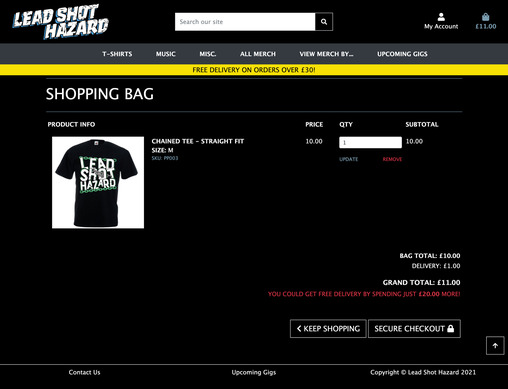 LEAD SHOT
HAZARD
Search our site
My Account
£11.00
T-SHIRTS MUSIC MISC. ALL MERCH VIEW MERCH BY... UPCOMING GIGS
FREE DELIVERY ON ORDERS OVER £30!
SHOPPING BAG
PRODUCT INFO PRICE QTY SUBTOTAL
LEAD
SHOT
HAZARD
CHAINED TEE - STRAIGHT FIT
SIZE: M
SKU: PP003
10.00 1 10.00
UPDATE REMOVE
BAG TOTAL: £10.00
DELIVERY: £1.00
GRAND TOTAL: £11.00
YOU COULD GET FREE DELIVERY BY SPENDING JUST £20.00 MORE!
KEEP SHOPPING SECURE CHECKOUT
Contact Us Upcoming Gigs Copyright © Lead Shot Hazard 2021